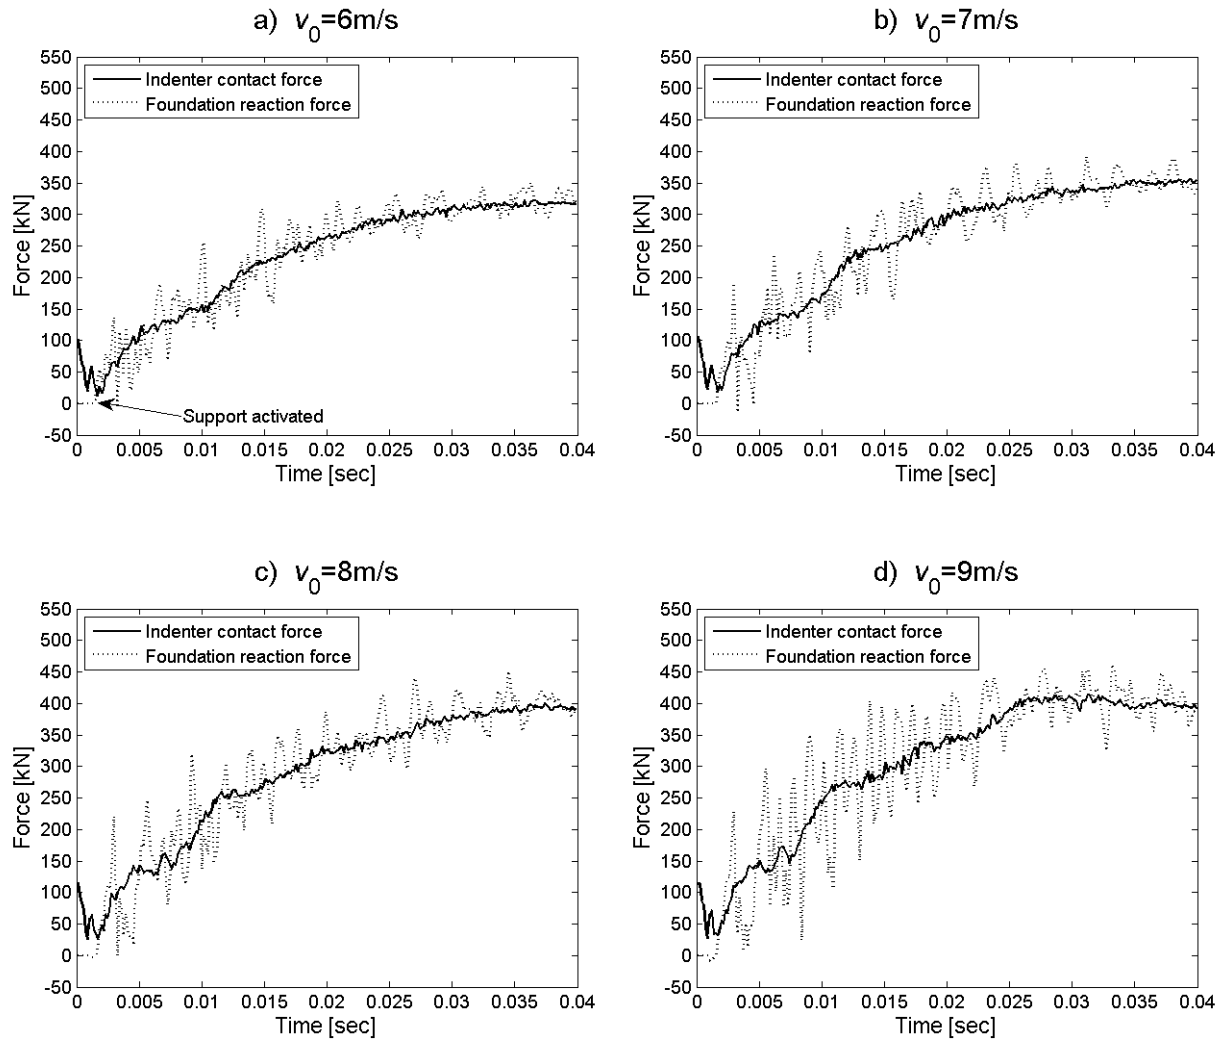 a) v0=6m/s
b) v0=7m/s
550
500
450
400
350
300
250
200
150
100
50
0
-50
Force [kN]
Indenter contact force
Foundation reaction force
Support activated
0 0.005 0.01 0.015 0.02 0.025 0.03 0.035 0.04
Time [sec]
550
500
450
400
350
300
250
200
150
100
50
0
-50
Force [kN]
Indenter contact force
Foundation reaction force
0 0.005 0.01 0.015 0.02 0.025 0.03 0.035 0.04
Time [sec]
c) v0=8m/s
d) v0=9m/s
550
500
450
400
350
300
250
200
150
100
50
0
-50
Force [kN]
Indenter contact force
Foundation reaction force
0 0.005 0.01 0.015 0.02 0.025 0.03 0.035 0.04
Time [sec]
550
500
450
400
350
300
250
200
150
100
50
0
-50
Force [kN]
Indenter contact force
Foundation reaction force
0 0.005 0.01 0.015 0.02 0.025 0.03 0.035 0.04
Time [sec]